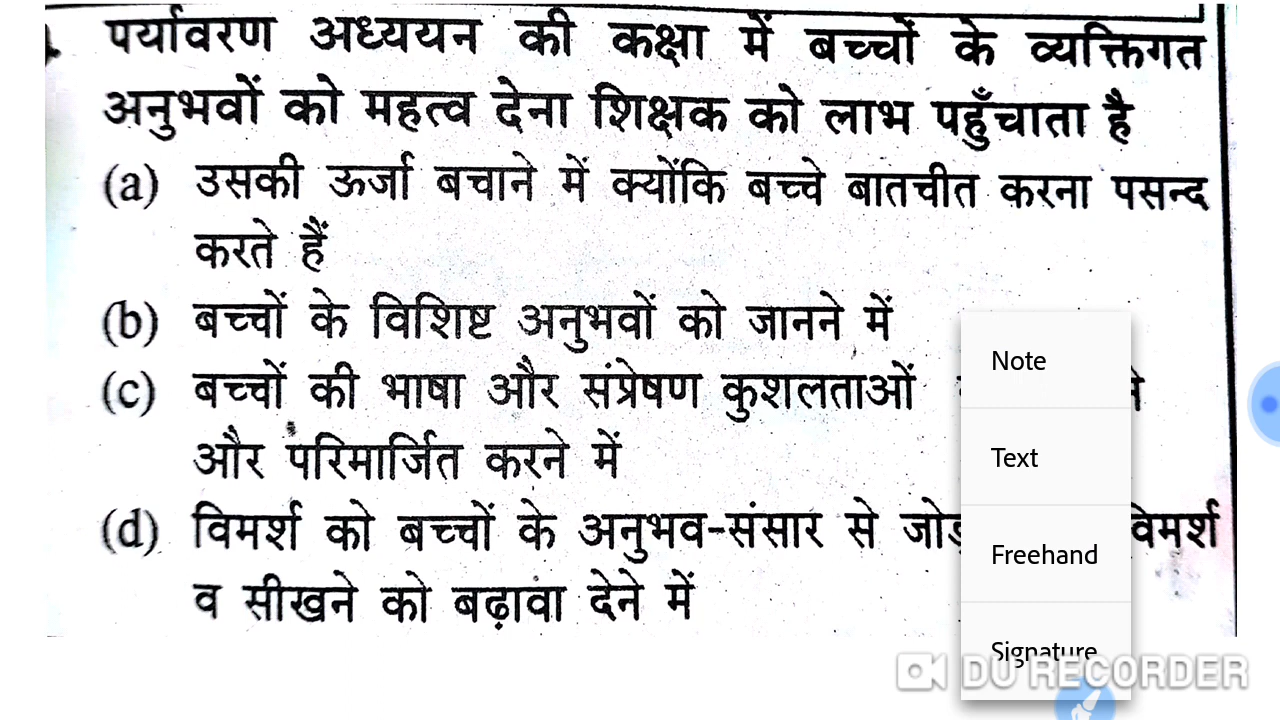 पर्यावरण अध्ययन की कक्षा में बच्चों के व्यक्तिगत
अनुभवों को महत्व देना शिक्षक को लाभ पहुँचाता है
(a) उसकी ऊर्जा बचाने में क्योंकि बच्चे बातचीत करना पसन्द
करते हैं
(b) बच्चों के विशिष्ट अनुभवों को जानने में
(c) बच्चों की भाषा और संप्रेषण कुशलताओं
और परिमार्जित करने में
(d) विमर्श को बच्चों के अनुभव-संसार से विमर्श
व सीखने को बढ़ावा देने में
Note
Text
Freehand
Signature
DU RECORDER